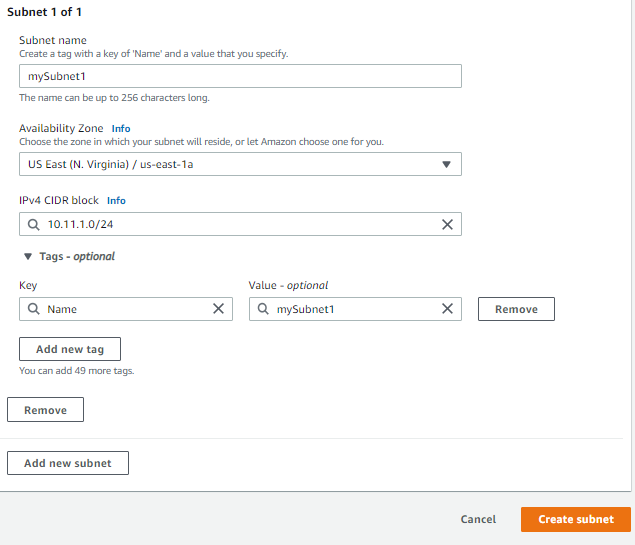 Subnet 1 of 1
Subnet name
Create a tag with a key of 'Name' and a value that you specify.
mySubnet1
The name can be up to 256 characters long.
Availability Zone Info
Choose the zone in which your subnet will reside, or let Amazon choose one for you.
US East (N. Virginia) / us-east-1a
IPv4 CIDR block Info
10.11.1.0/24
Tags - optional
Key Value - optional
Name mySubnet1 Remove
Add new tag
You can add 49 more tags.
Remove
Add new subnet
Cancel Create subnet